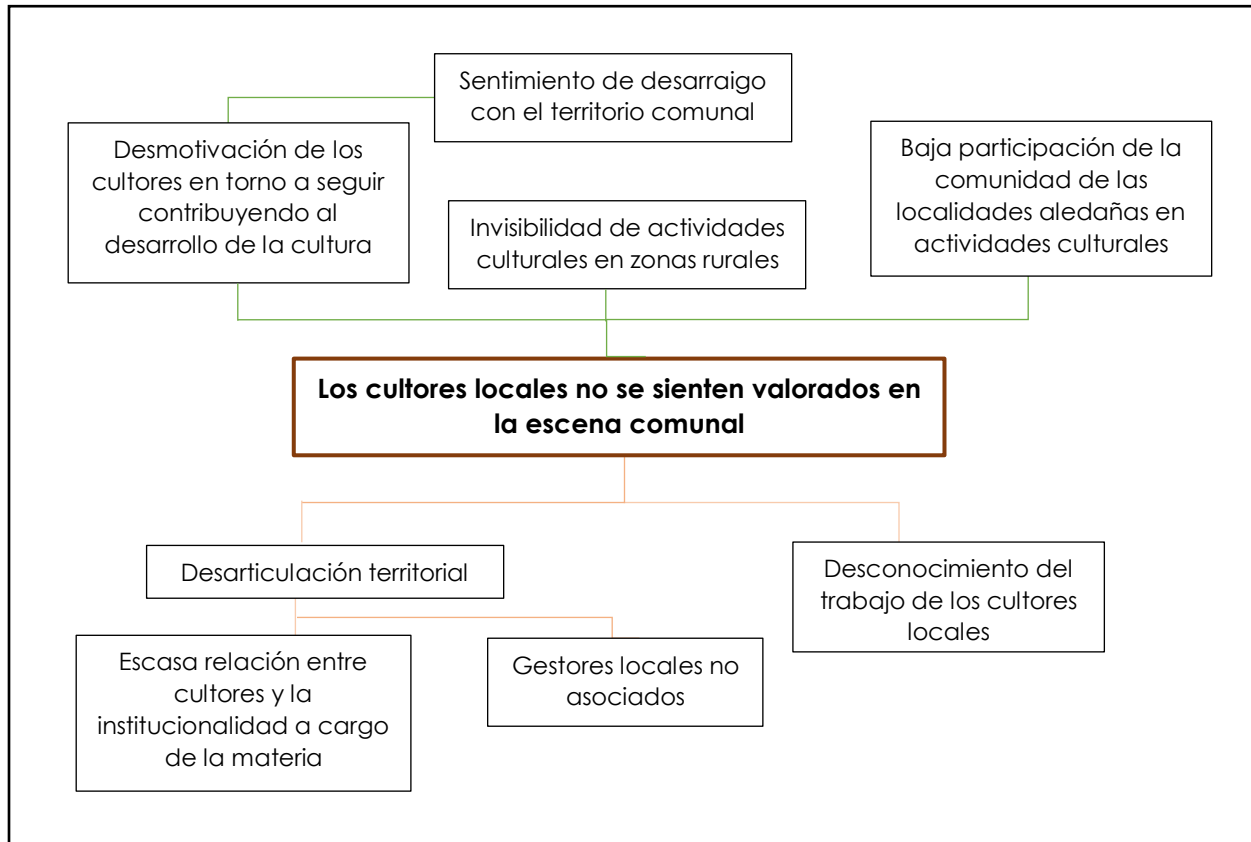 Sentimiento de desarraigo
con el territorio comunal
Desmotivación de los
cultores en torno a seguir
contribuyendo al
desarrollo de la cultura
Invisibilidad de actividades
culturales en zonas rurales
Baja participación de la
comunidad de las
localidades aledañas en
actividades culturales
Los cultores locales no se sienten valorados en
la escena comunal
Desarticulación territorial
Desconocimiento del
trabajo de los cultores
locales
Escasa relación entre
cultores y la
institucionalidad a cargo
de la materia
Gestores locales no
asociados